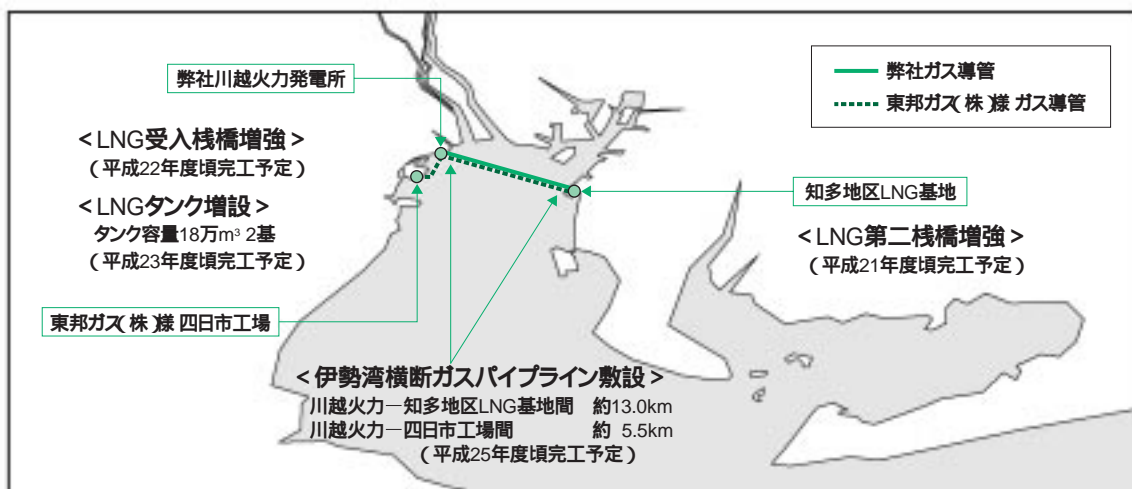 弊社ガス導管
東邦ガス(株)様 ガス導管
弊社川越火力発電所
<LNG受入桟橋増強>
(平成22年度頃完工予定)
<LNGタンク増設>
タンク容量18万m³ 2基
(平成23年度頃完工予定)
東邦ガス(株)様 四日市工場
知多地区LNG基地
<LNG第二桟橋増強>
(平成21年度頃完工予定)
<伊勢湾横断ガスパイプライン敷設>
川越火力―知多地区LNG基地間 約13.0km
川越火力―四日市工場間 約 5.5km
(平成25年度頃完工予定)